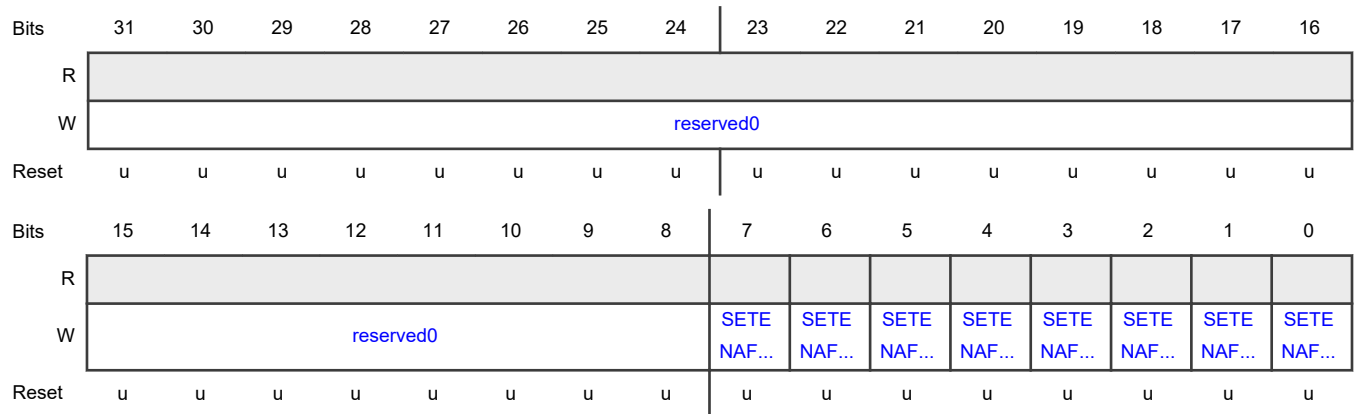 Bits 31 30 29 28 27 26 25 24 23 22 21 20 19 18 17 16
R
W reserved0
Reset u u u u u u u u u u u u u u u u
Bits 15 14 13 12 11 10 9 8 7 6 5 4 3 2 1 0
R
W reserved0 SETE NAF... SETE NAF... SETE NAF... SETE NAF... SETE NAF... SETE NAF... SETE NAF... SETE NAF...
Reset u u u u u u u u u u u u u u u u